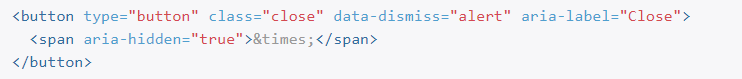 <button type="button" class="close" data-dismiss="alert" aria-label="Close">
  <span aria-hidden="true">&times;</span>
</button>